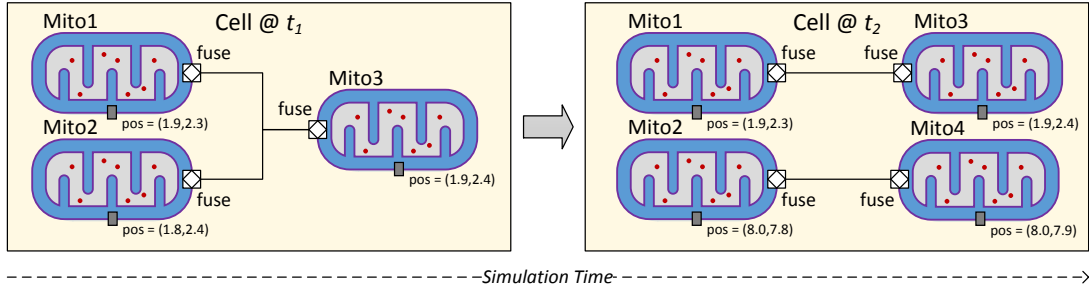 Cell @ t1
Mito1
fuse
pos = (1.9,2.3)
Mito2
fuse
pos = (1.8,2.4)
Mito3
fuse
pos = (1.9,2.4)
Cell @ t2
Mito1
fuse
pos = (1.9,2.3)
Mito3
fuse
pos = (1.9,2.4)
Mito2
fuse
pos = (8.0,7.8)
Mito4
fuse
pos = (8.0,7.9)
Simulation Time